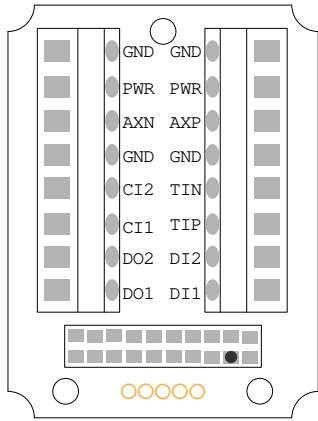 GND GND
PWR PWR
AXN AXP
GND GND
CI2 TIN
CI1 TIP
DO2 DI2
DO1 DI1